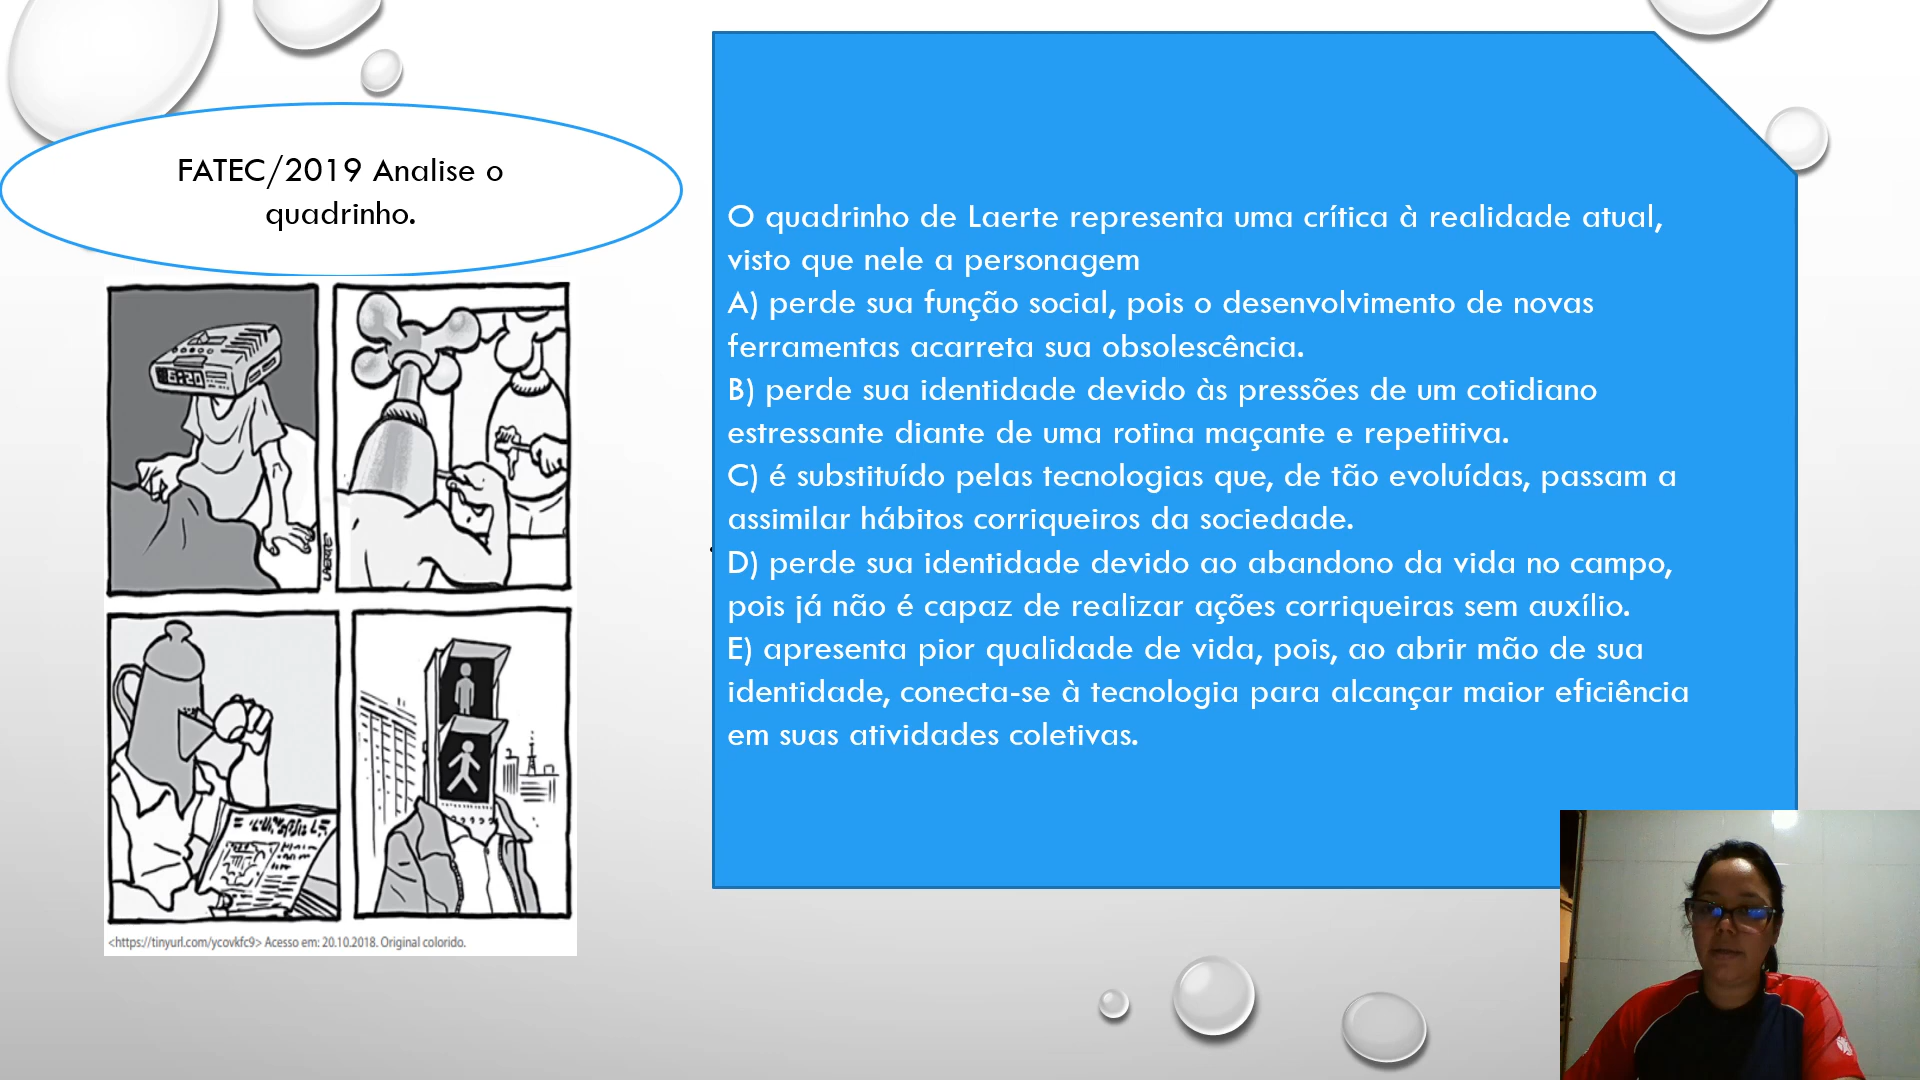 FATEC/2019 Analise o
quadrinho.
6:20
LAERTE
<https://tinyurl.com/ycovkfc9> Acesso em: 20.10.2018. Original colorido.
O quadrinho de Laerte representa uma crítica à realidade atual,
visto que nele a personagem
A) perde sua função social, pois o desenvolvimento de novas
ferramentas acarreta sua obsolescência.
B) perde sua identidade devido às pressões de um cotidiano
estressante diante de uma rotina maçante e repetitiva.
C) é substituído pelas tecnologias que, de tão evoluídas, passam a
assimilar hábitos corriqueiros da sociedade.
D) perde sua identidade devido ao abandono da vida no campo,
pois já não é capaz de realizar ações corriqueiras sem auxílio.
E) apresenta pior qualidade de vida, pois, ao abrir mão de sua
identidade, conecta-se à tecnologia para alcançar maior eficiência
em suas atividades coletivas.